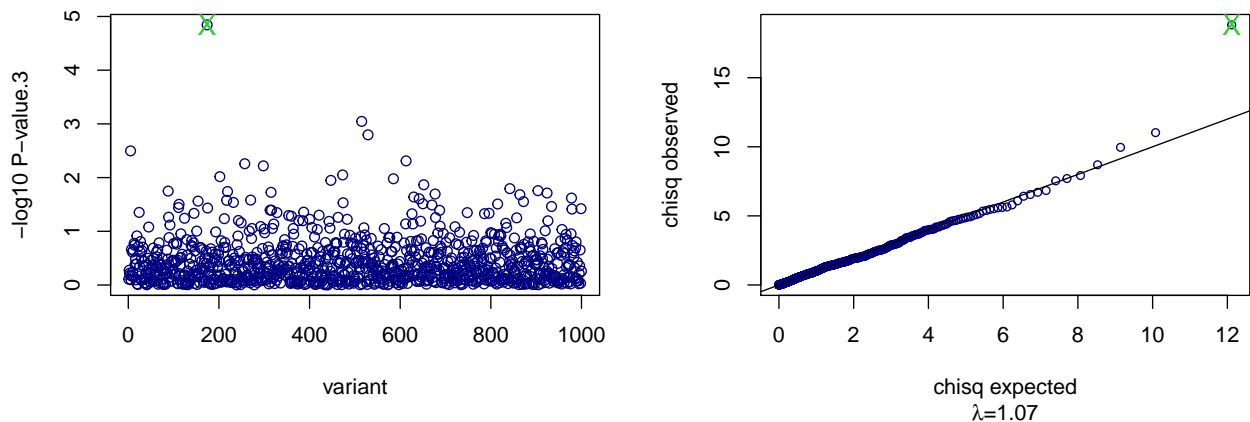 −log10 P−value.3
5
4
3
2
1
0
0 200 400 600 800 1000
variant
chisq observed
15
10
5
0
0 2 4 6 8 10 12
chisq expected
λ=1.07